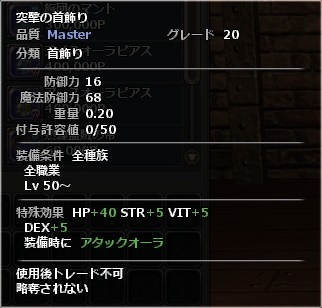 突撃の首飾り
品質 Master グレード 20
分類 首飾り
防御力 16
魔法防御力 68
重量 0.20
付与許容値 0/50
装備条件 全種族
全職業
Lv 50～
特殊効果 HP+40 STR+5 VIT+5
DEX+5
装備時に アタックオーラ
使用後トレード不可
略奪されない